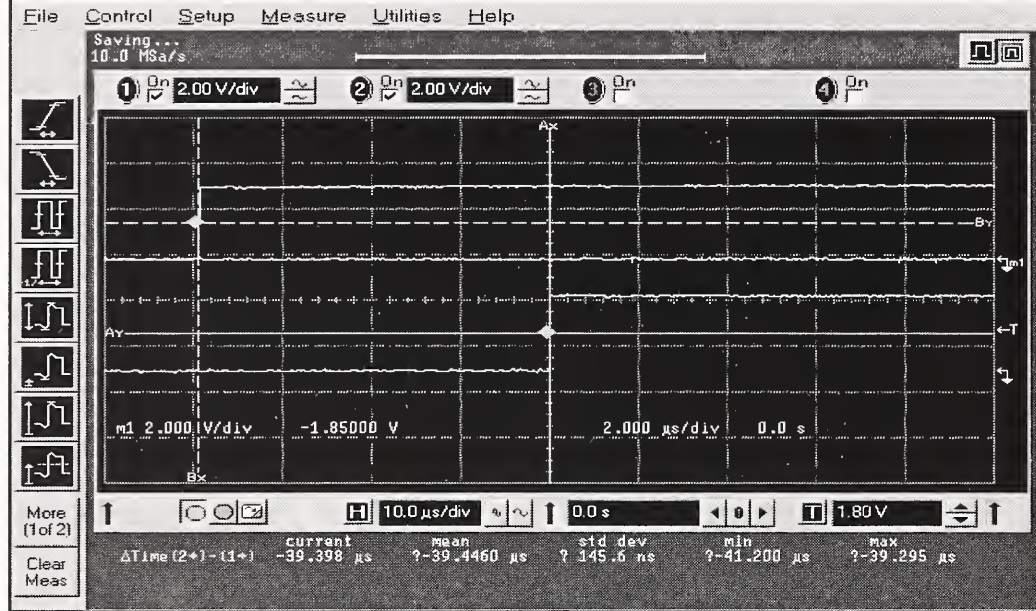 File Control Setup Measure Utilities Help
Saving...
10.0 MSa/s
1 On 2.00 V/div 2 On 2.00 V/div 3 On 4 On
Ax
By
m1
Ay
T
m1 2.000 V/div -1.85000 V 2.000 µs/div 0.0 s
Bx
More
(1 of 2)
H 10.0 µs/div 0.0 s 0 T 1.80 V
current mean std dev min max
ΔTime(2+)-(1+) -39.398 µs ?-39.4460 µs ? 145.6 ns ?-41.200 µs ?-39.295 µs
Clear
Meas